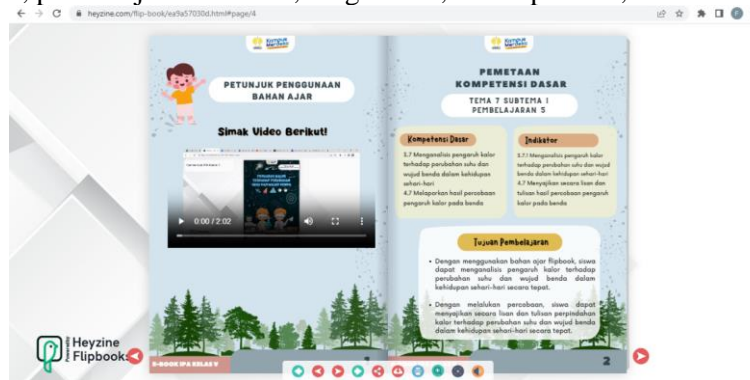 heyzine.com/flip-book/ea9a57030d.html#page/4
PETUNJUK PENGGUNAAN
BAHAN AJAR
Simak Video Berikut!
0:00 / 2:02
E-BOOK IPA KELAS V
1
PEMETAAN
KOMPETENSI DASAR
TEMA 7 SUBTEMA 1
PEMBELAJARAN 5
Kompetensi Dasar
3.7 Menganalisis pengaruh kalor
terhadap perubahan suhu dan
wujud benda dalam kehidupan
sehari-hari
4.7 Melaporkan hasil percobaan
pengaruh kalor pada benda
Indikator
3.7.1 Menganalisis pengaruh kalor
terhadap perubahan suhu dan wujud
benda dalam kehidupan sehari-hari
4.7 Menyajikan secara lisan dan
tulisan hasil percobaan pengaruh
kalor pada benda
Tujuan Pembelajaran
• Dengan menggunakan bahan ajar flipbook, siswa
dapat menganalisis pengaruh kalor terhadap
perubahan suhu dan wujud benda dalam
kehidupan sehari-hari secara tepat.
• Dengan melalukan percobaan, siswa dapat
menyajikan secara lisan dan tulisan perpindahan
kalor terhadap perubahan suhu dan wujud benda
dalam kehidupan sehari-hari secara tepat.
2
Heyzine
Flipbooks